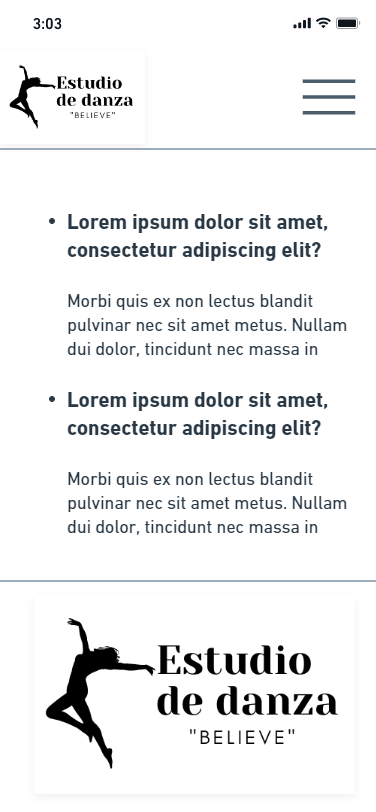 3:03
Estudio
de danza
"BELIEVE"
• Lorem ipsum dolor sit amet,
consectetur adipiscing elit?
Morbi quis ex non lectus blandit
pulvinar nec sit amet metus. Nullam
dui dolor, tincidunt nec massa in
• Lorem ipsum dolor sit amet,
consectetur adipiscing elit?
Morbi quis ex non lectus blandit
pulvinar nec sit amet metus. Nullam
dui dolor, tincidunt nec massa in
Estudio
de danza
"BELIEVE"